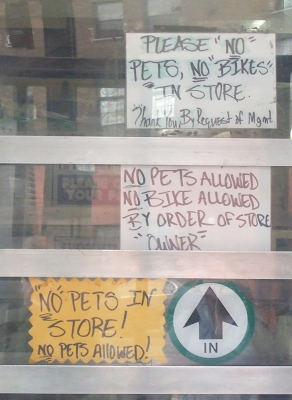 PLEASE "NO"
PETS, NO "BIKES"
IN STORE.
Thank You, By Request of Mgmt
NO PETS ALLOWED
NO BIKE ALLOWED
BY ORDER OF STORE
"OWNER"
"NO" PETS IN
STORE!
NO PETS ALLOWED!
IN